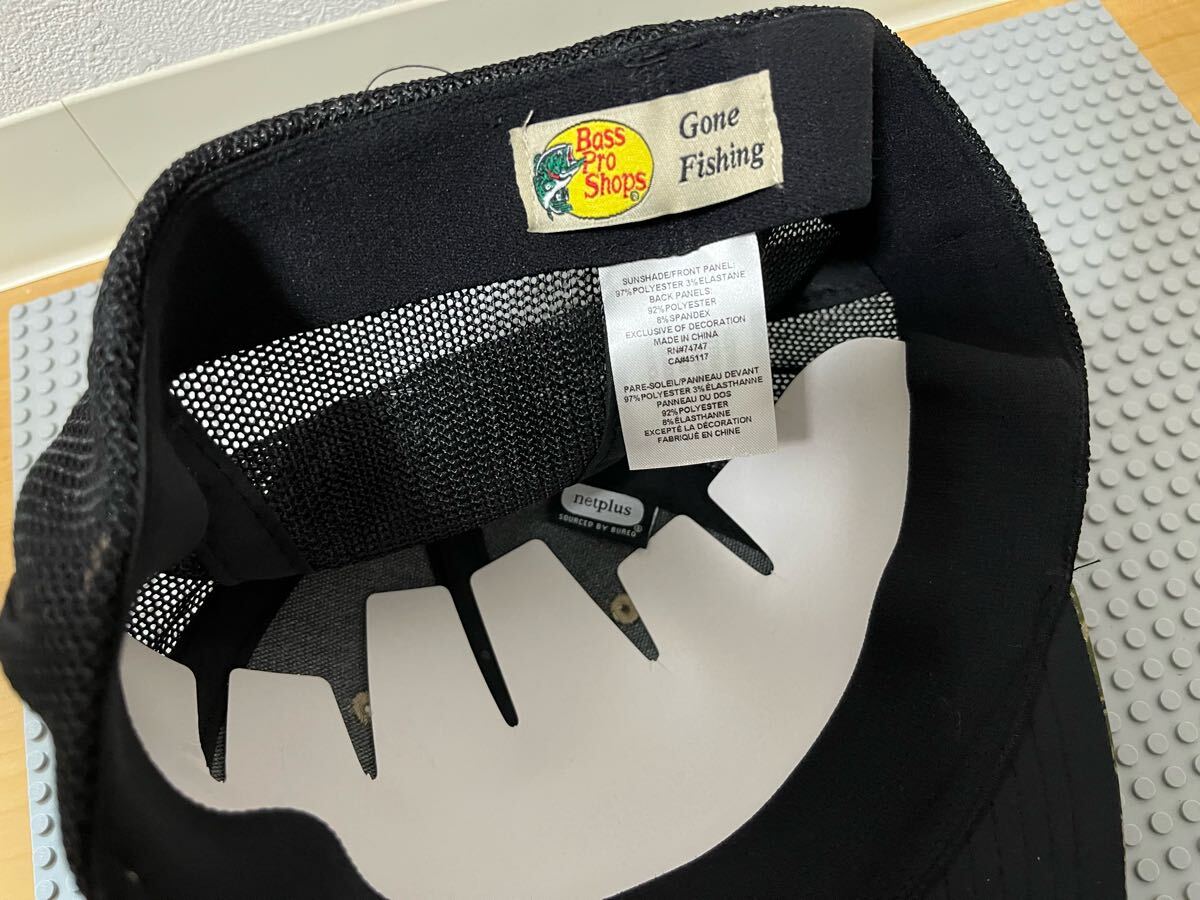 Bass
Pro
Shops®
Gone
Fishing
SUNSHADE/FRONT PANEL:
97%POLYESTER 3%ELASTANE
BACK PANELS:
92%POLYESTER
8%SPANDEX
EXCLUSIVE OF DECORATION
MADE IN CHINA
RN#74747
CA#45117
PARE-SOLEIL/PANNEAU DEVANT
97%POLYESTER 3%ÉLASTHANNE
PANNEAU DU DOS
92%POLYESTER
8%ÉLASTHANNE
EXCEPTÉ LA DÉCORATION
FABRIQUÉ EN CHINE
netplus
SOURCED BY BUREO®